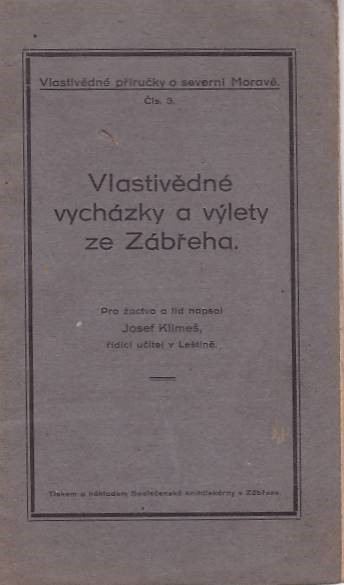 Vlastivědné příručky o severní Moravě.
Čís. 3.
Vlastivědné
vycházky a výlety
ze Zábřeha.
Pro žactvo a lid napsal
Josef Klimeš,
řídící učitel v Leštině.
Tiskem a nákladem Společenské knihtiskárny v Zábřeze.